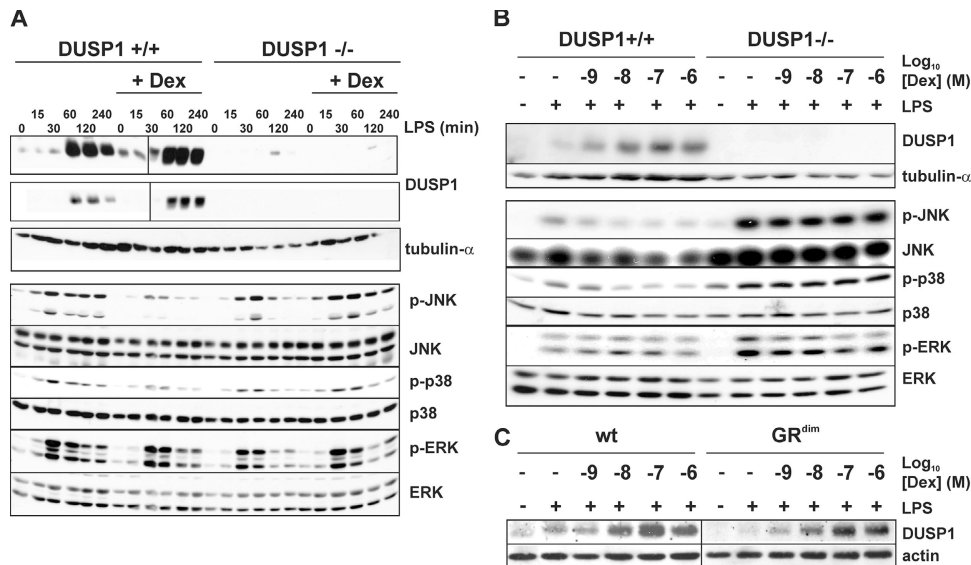 A
DUSP1 +/+ DUSP1 -/-
+ Dex + Dex
15 60 240 15 60 240 15 60 240 15 60 240
0 30 120 0 30 120 0 30 120 0 30 120 LPS (min)
DUSP1
tubulin-α
p-JNK
JNK
p-p38
p38
p-ERK
ERK
B
DUSP1+/+ DUSP1-/-
Log₁₀
- - -9 -8 -7 -6 - - -9 -8 -7 -6 [Dex] (M)
- + + + + + - + + + + + LPS
DUSP1
tubulin-α
p-JNK
JNK
p-p38
p38
p-ERK
ERK
C
wt GRᵈⁱᵐ
Log₁₀
- - -9 -8 -7 -6 - - -9 -8 -7 -6 [Dex] (M)
- + + + + + - + + + + + LPS
DUSP1
actin